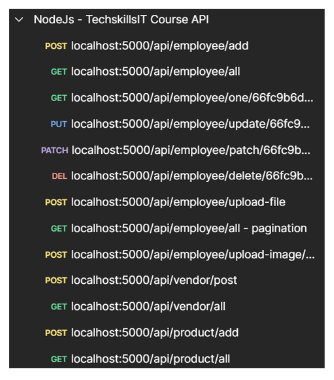 NodeJs - TechskillsIT Course API
POST localhost:5000/api/employee/add
GET localhost:5000/api/employee/all
GET localhost:5000/api/employee/one/66fc9b6d...
PUT localhost:5000/api/employee/update/66fc9...
PATCH localhost:5000/api/employee/patch/66fc9b...
DEL localhost:5000/api/employee/delete/66fc9b...
POST localhost:5000/api/employee/upload-file
GET localhost:5000/api/employee/all - pagination
POST localhost:5000/api/employee/upload-image/...
POST localhost:5000/api/vendor/post
GET localhost:5000/api/vendor/all
POST localhost:5000/api/product/add
GET localhost:5000/api/product/all